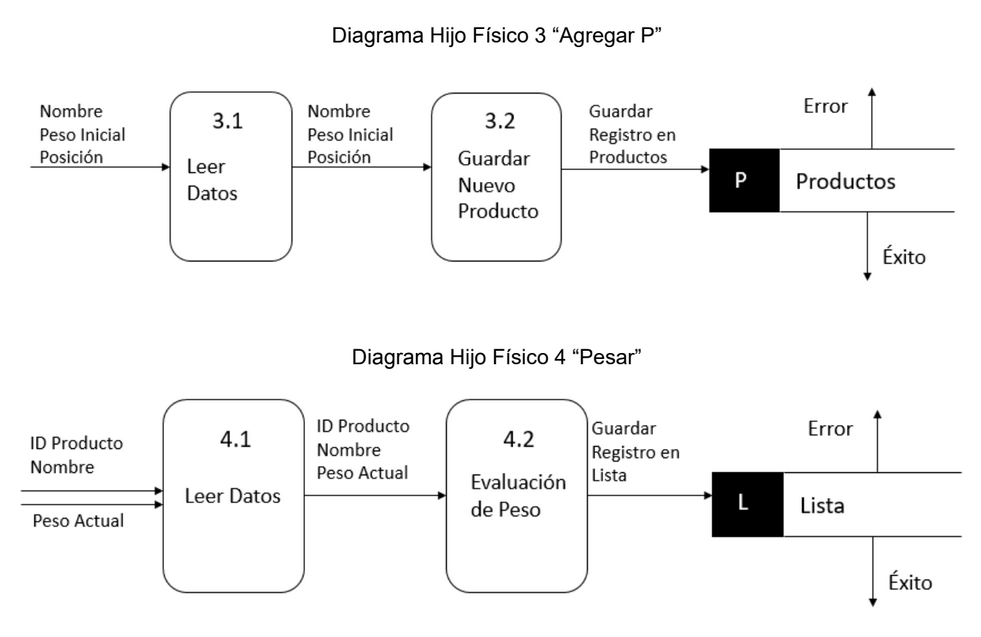 Diagrama Hijo Físico 3 “Agregar P”
Nombre
Peso Inicial
Posición
3.1
Leer
Datos
Nombre
Peso Inicial
Posición
3.2
Guardar
Nuevo
Producto
Guardar
Registro en
Productos
P
Productos
Error
Éxito
Diagrama Hijo Físico 4 “Pesar”
ID Producto
Nombre
Peso Actual
4.1
Leer Datos
ID Producto
Nombre
Peso Actual
4.2
Evaluación
de Peso
Guardar
Registro en
Lista
L
Lista
Error
Éxito